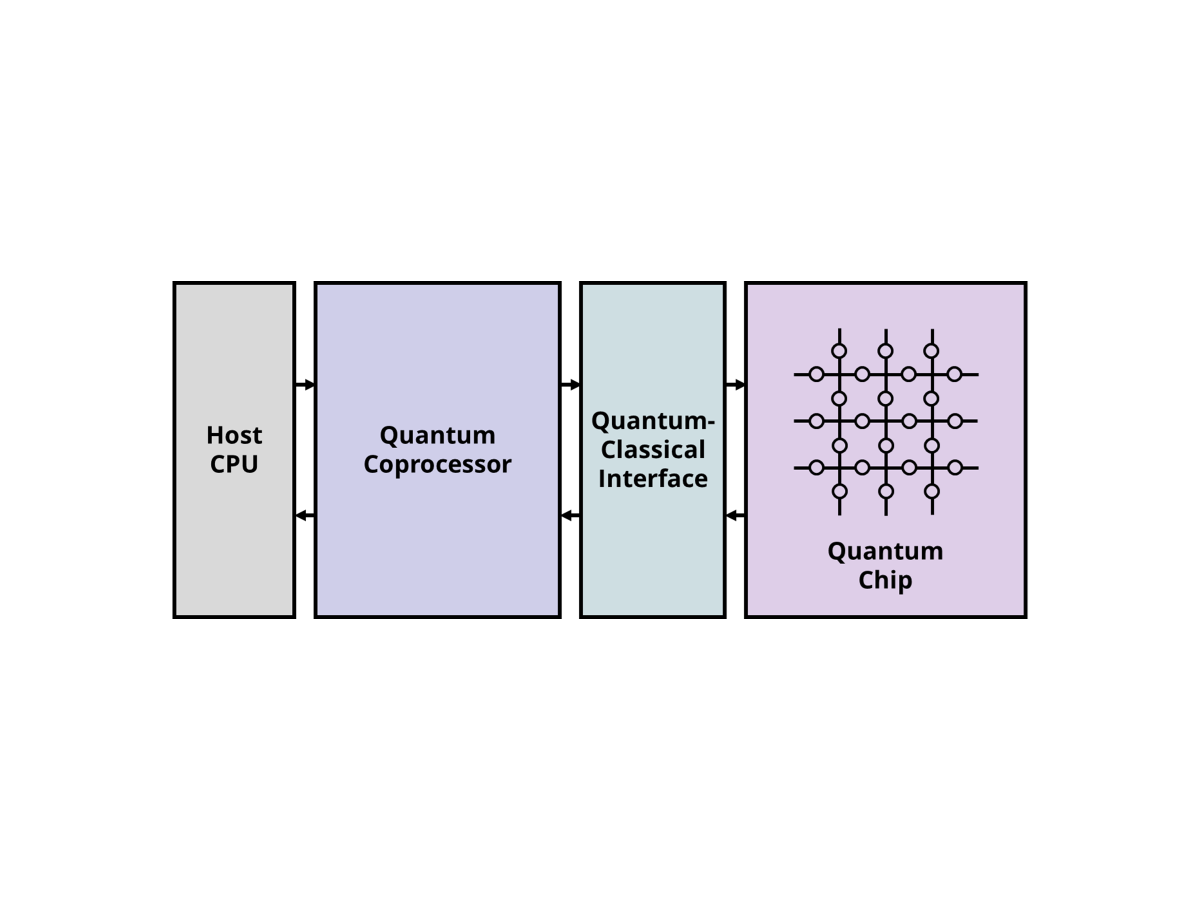 Host
CPU
Quantum
Coprocessor
Quantum-
Classical
Interface
Quantum
Chip